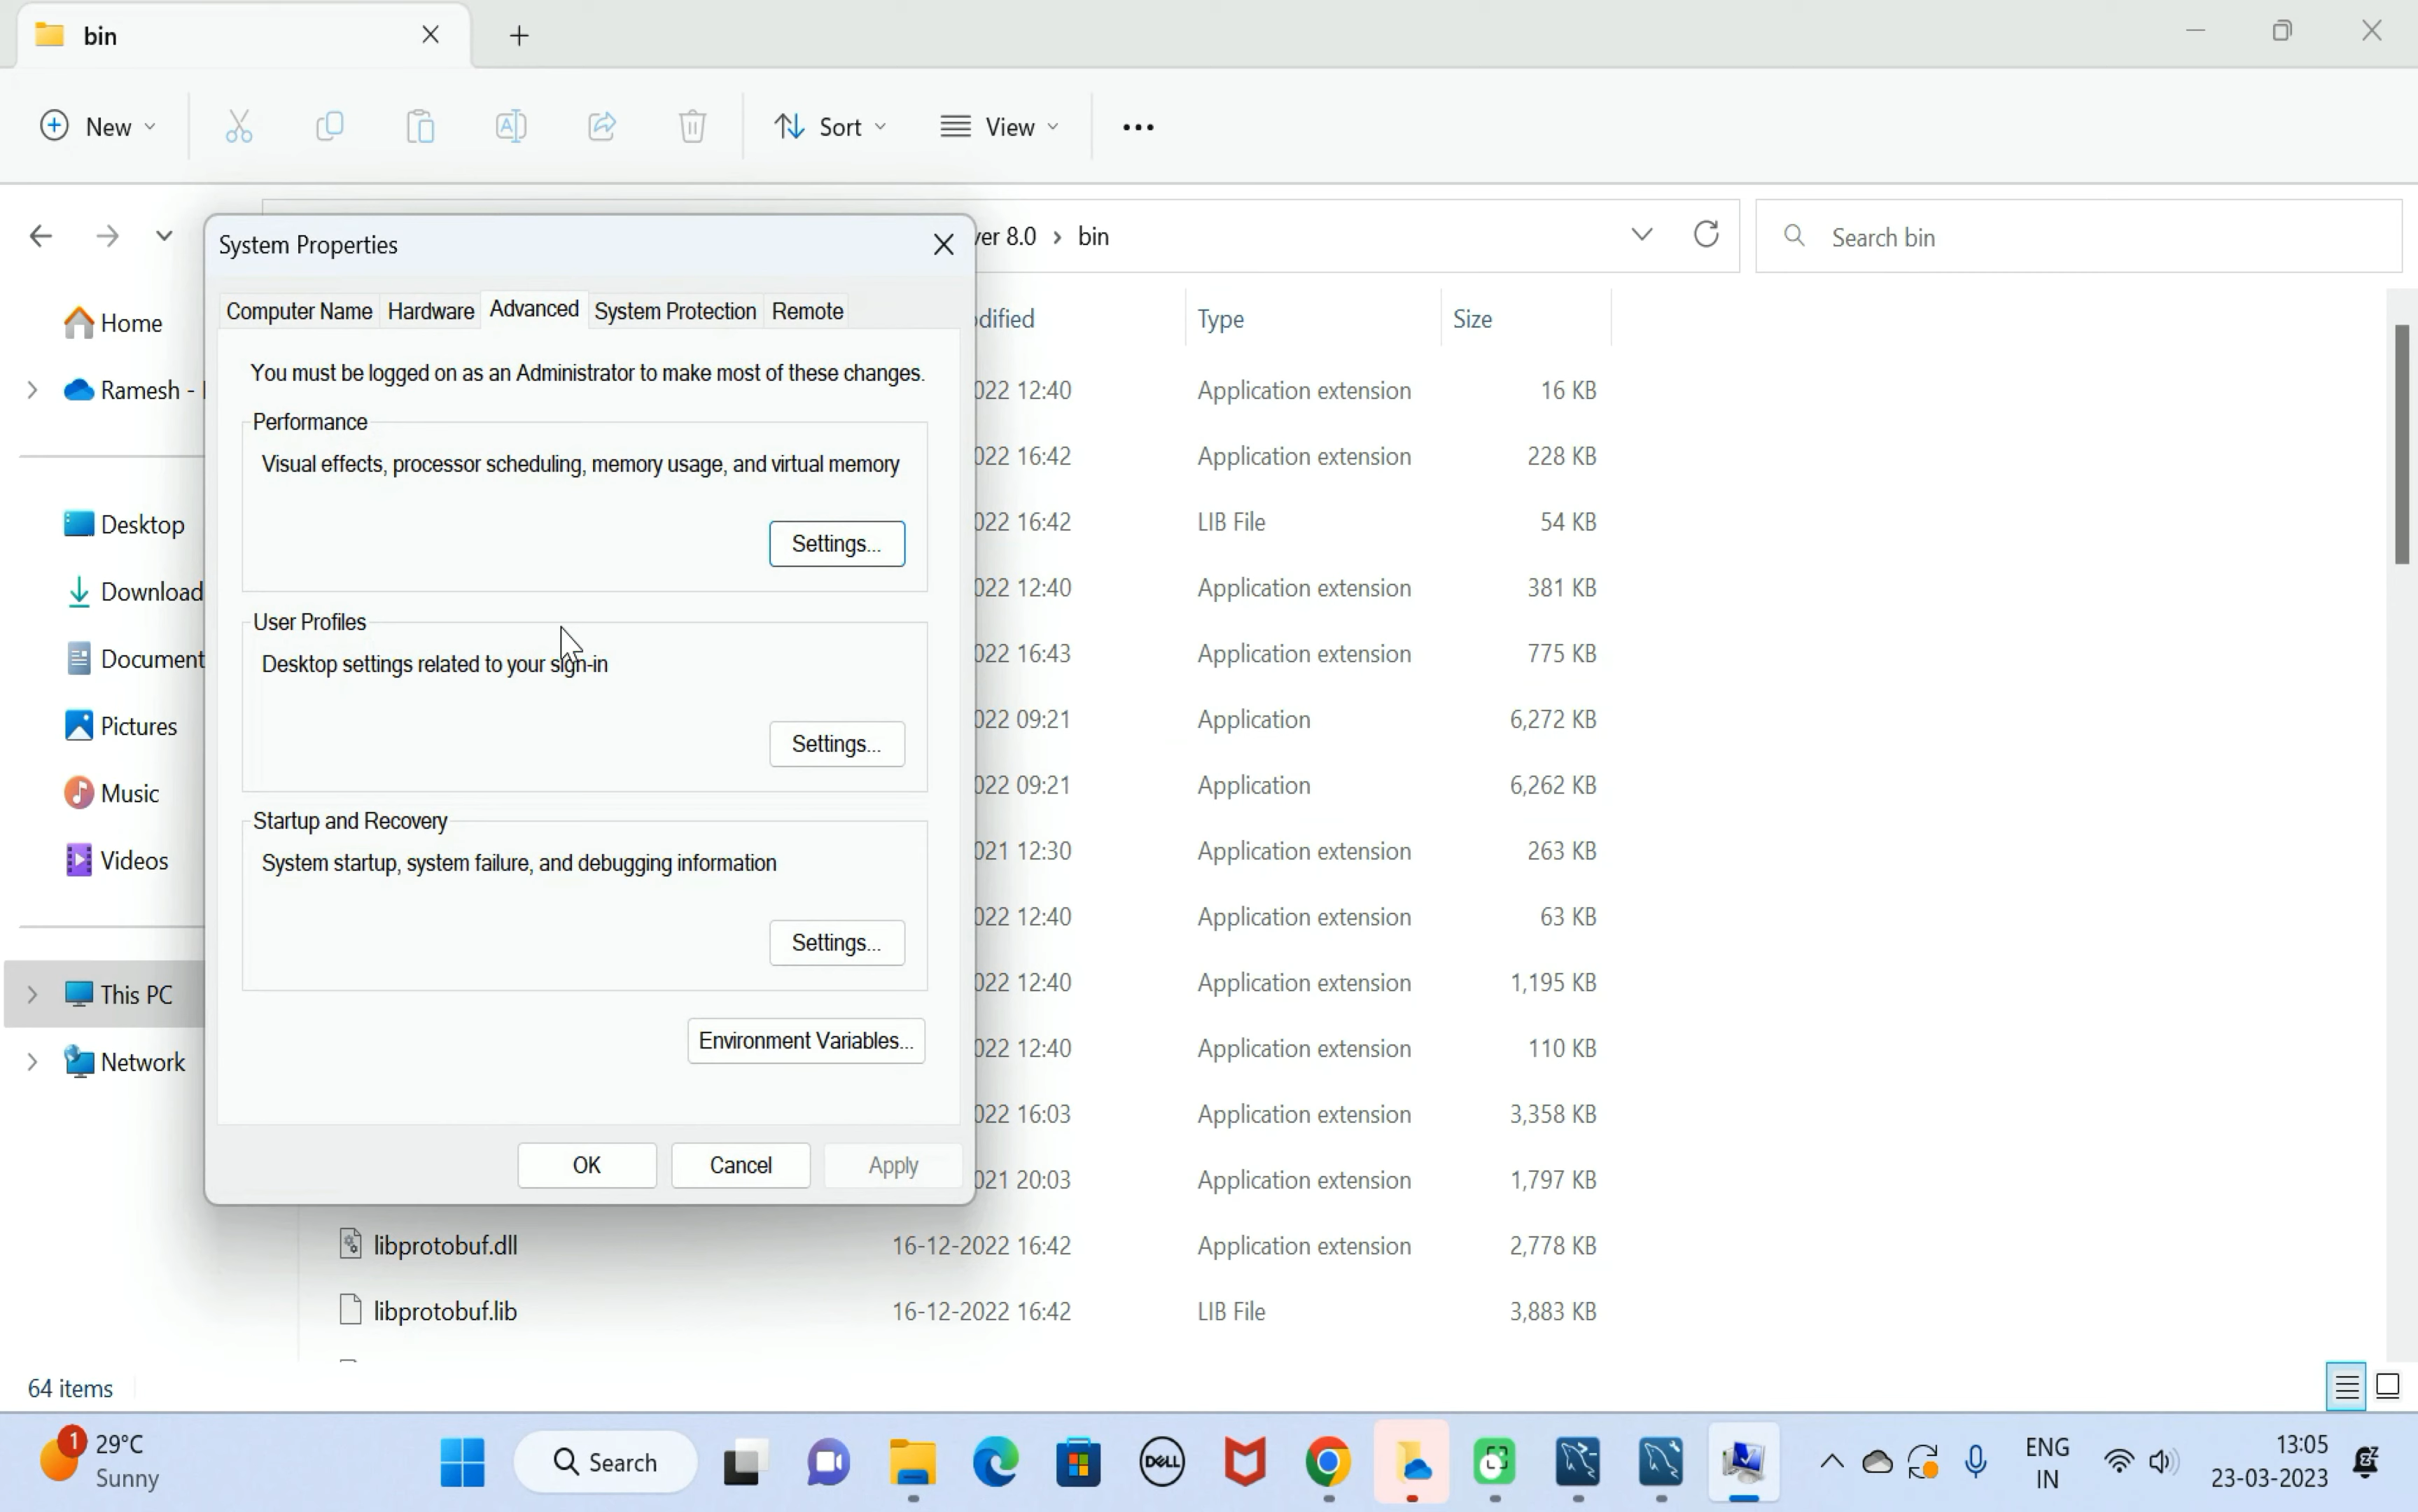 bin
New
Sort
View
System Properties
ver 8.0 › bin
Search bin
Computer Name Hardware Advanced System Protection Remote
Home
Ramesh -
Desktop
Download
Document
Pictures
Music
Videos
This PC
Network
You must be logged on as an Administrator to make most of these changes.
Performance
Visual effects, processor scheduling, memory usage, and virtual memory
Settings...
User Profiles
Desktop settings related to your sign-in
Settings...
Startup and Recovery
System startup, system failure, and debugging information
Settings...
Environment Variables...
OK Cancel Apply
dified Type Size
022 12:40 Application extension 16 KB
022 16:42 Application extension 228 KB
022 16:42 LIB File 54 KB
022 12:40 Application extension 381 KB
022 16:43 Application extension 775 KB
022 09:21 Application 6,272 KB
022 09:21 Application 6,262 KB
021 12:30 Application extension 263 KB
022 12:40 Application extension 63 KB
022 12:40 Application extension 1,195 KB
022 12:40 Application extension 110 KB
022 16:03 Application extension 3,358 KB
021 20:03 Application extension 1,797 KB
libprotobuf.dll 16-12-2022 16:42 Application extension 2,778 KB
libprotobuf.lib 16-12-2022 16:42 LIB File 3,883 KB
64 items
1
29°C
Sunny
Search
DELL
ENG
IN
13:05
23-03-2023